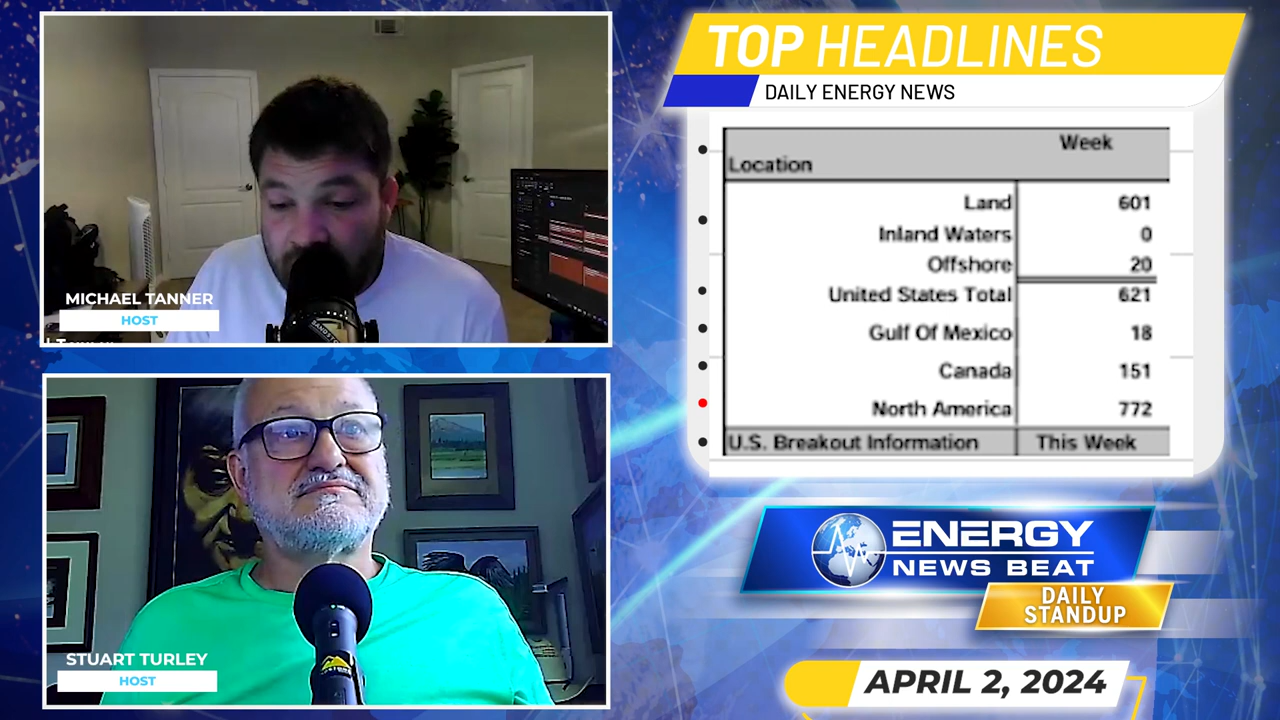 MICHAEL TANNER
HOST
STUART TURLEY
HOST
TOP HEADLINES
DAILY ENERGY NEWS
Location Week
Land 601
Inland Waters 0
Offshore 20
United States Total 621
Gulf Of Mexico 18
Canada 151
North America 772
U.S. Breakout Information This Week
ENERGY
NEWS BEAT
DAILY
STANDUP
APRIL 2, 2024